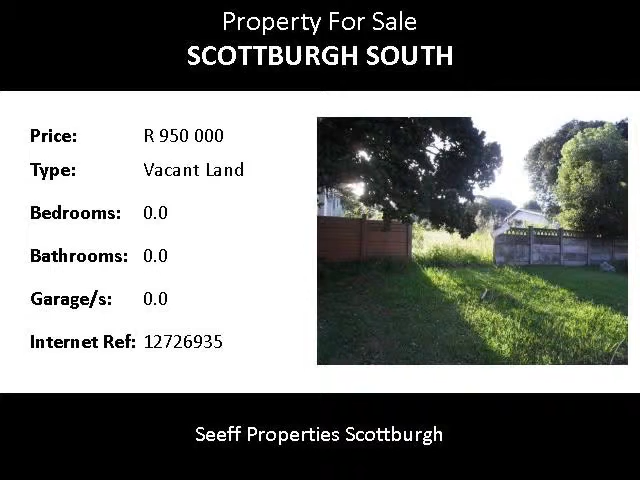 Property For Sale
SCOTTBURGH SOUTH
Price: R 950 000
Type: Vacant Land
Bedrooms: 0.0
Bathrooms: 0.0
Garage/s: 0.0
Internet Ref: 12726935
Seeff Properties Scottburgh